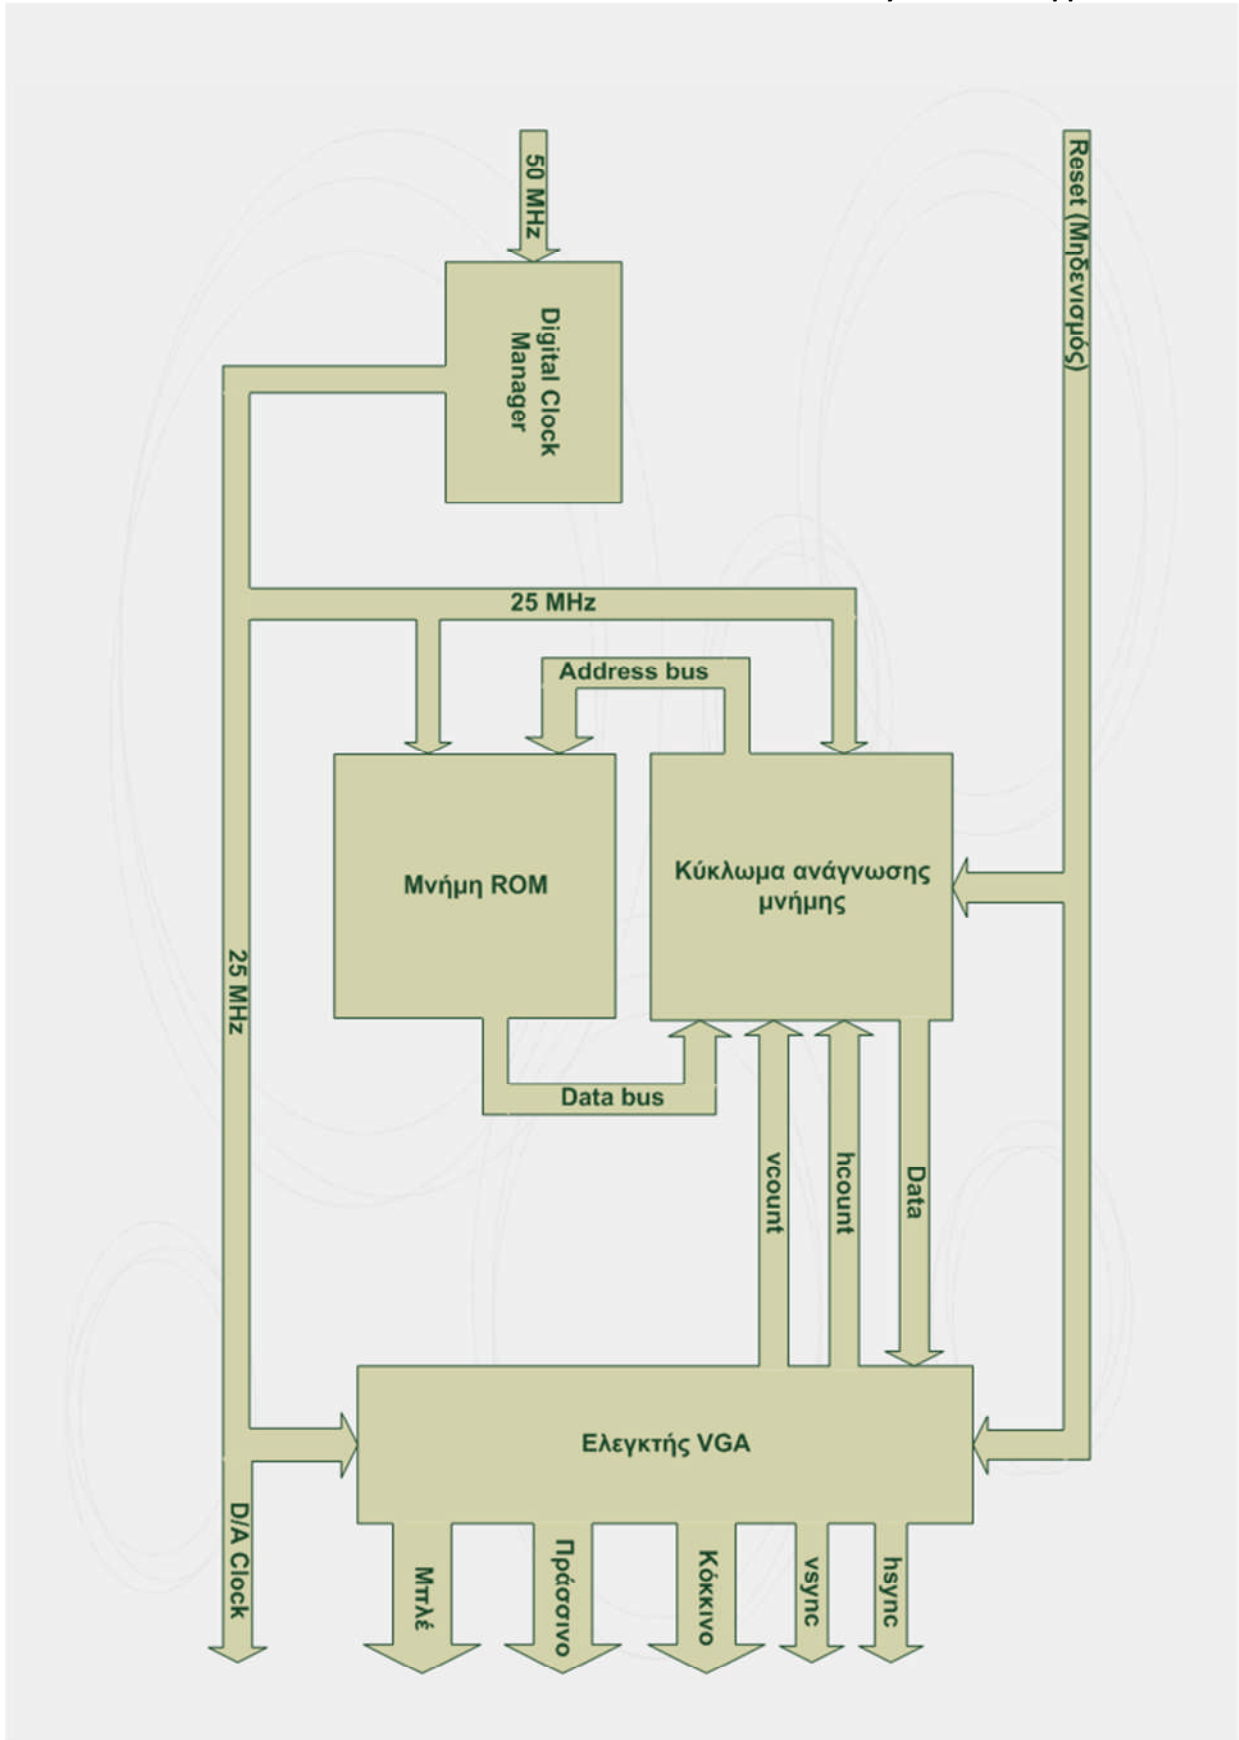 50 MHz
Reset (Μηδενισμός)
Digital Clock
Manager
25 MHz
Address bus
Μνήμη ROM
Κύκλωμα ανάγνωσης
μνήμης
25 MHz
Data bus
vcount
hcount
Data
Ελεγκτής VGA
D/A Clock
Μπλέ
Πράσσινο
Κόκκινο
vsync
hsync